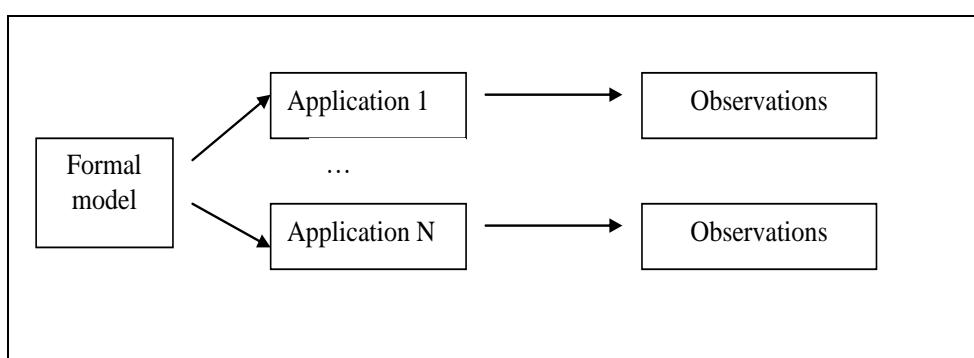 Application 1
Observations
Formal
model
…
Application N
Observations